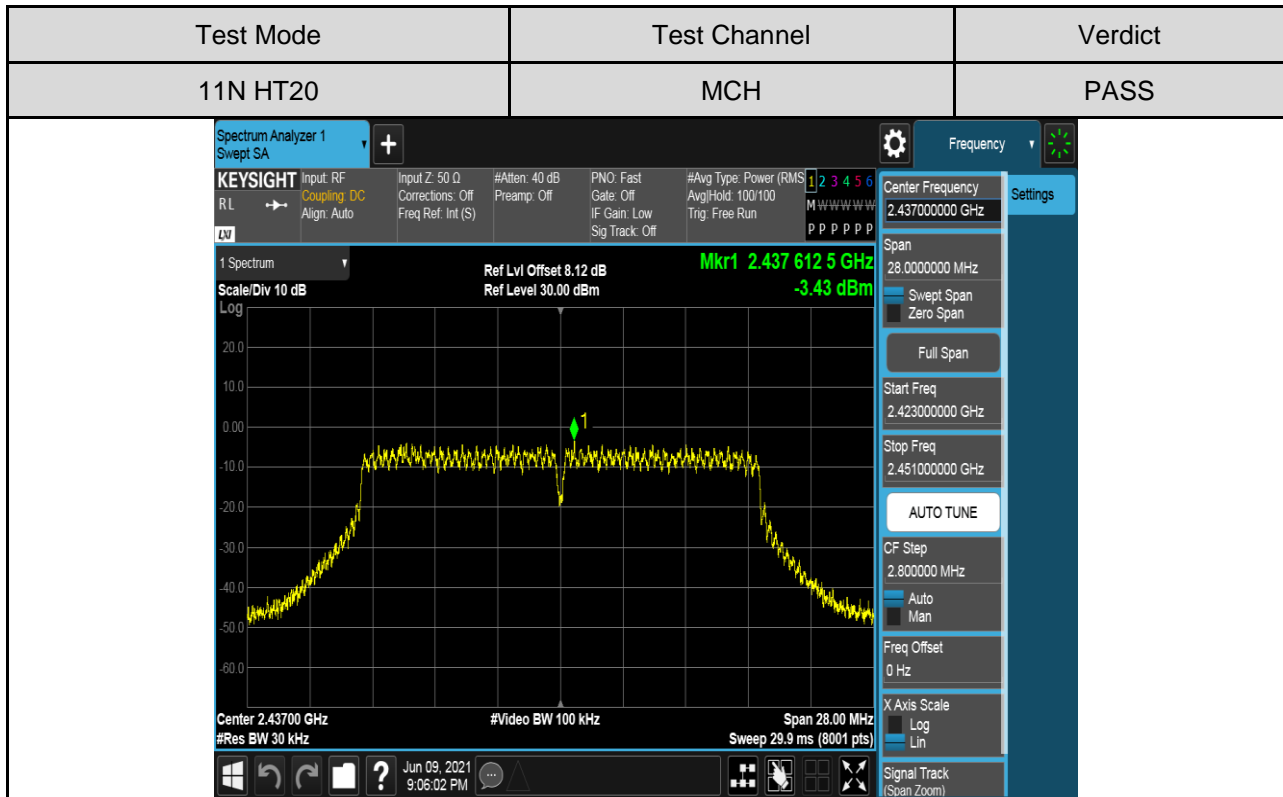 Test Mode Test Channel Verdict
11N HT20 MCH PASS
Spectrum Analyzer 1
Swept SA
Frequency
KEYSIGHT Input: RF Input Z: 50 Ω #Atten: 40 dB PNO: Fast #Avg Type: Power (RMS 1 2 3 4 5 6
RL Coupling: DC Corrections: Off Preamp: Off Gate: Off Avg|Hold: 100/100 M W W W W W
Align: Auto Freq Ref: Int (S) IF Gain: Low Trig: Free Run
LXI Sig Track: Off P P P P P P
1 Spectrum
Ref Lvl Offset 8.12 dB
Mkr1 2.437 612 5 GHz
Scale/Div 10 dB Ref Level 30.00 dBm -3.43 dBm
Log
20.0
10.0
0.00
-10.0
-20.0
-30.0
-40.0
-50.0
-60.0
1
Center 2.43700 GHz #Video BW 100 kHz Span 28.00 MHz
#Res BW 30 kHz Sweep 29.9 ms (8001 pts)
Center Frequency
2.437000000 GHz
Settings
Span
28.0000000 MHz
Swept Span
Zero Span
Full Span
Start Freq
2.423000000 GHz
Stop Freq
2.451000000 GHz
AUTO TUNE
CF Step
2.800000 MHz
Auto
Man
Freq Offset
0 Hz
X Axis Scale
Log
Lin
Signal Track
(Span Zoom)
?
Jun 09, 2021
9:06:02 PM